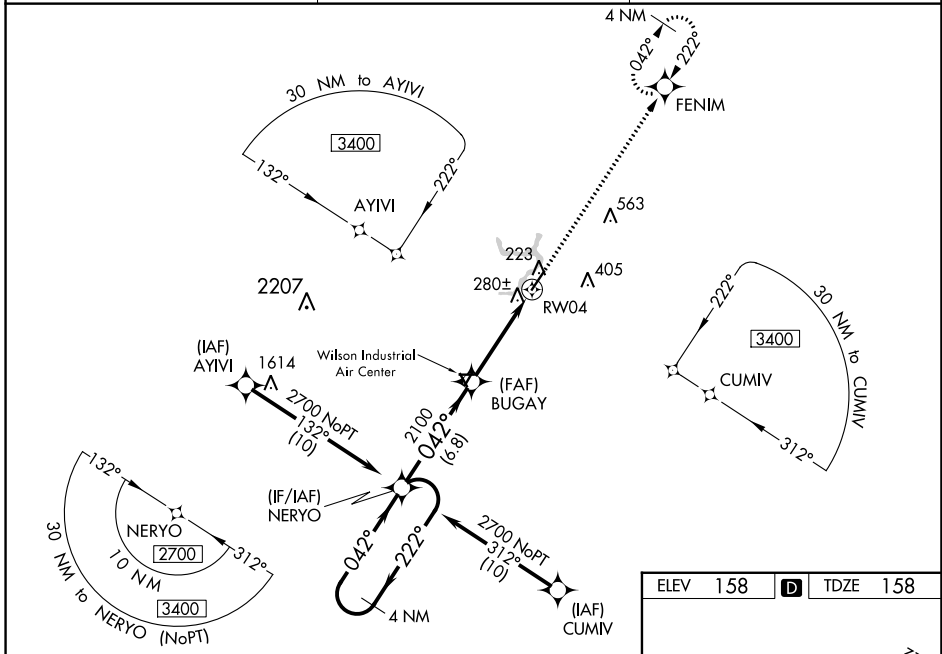 4 NM
042°
222°
FENIM
30 NM to AYIVI
3400
132°
222°
AYIVI
563
223
405
280±
RW04
2207
222°
30 NM to CUMIV
3400
CUMIV
312°
(IAF)
AYIVI
1614
Wilson Industrial
Air Center
(FAF)
BUGAY
2700 NoPT
132°
(10)
2100
042°
(6.8)
(IF/IAF)
NERYO
132°
NERYO
312°
2700
10 NM
3400
30 NM to NERYO (NoPT)
042°
222°
4 NM
2700 NoPT
312°
(10)
(IAF)
CUMIV
ELEV 158 D TDZE 158